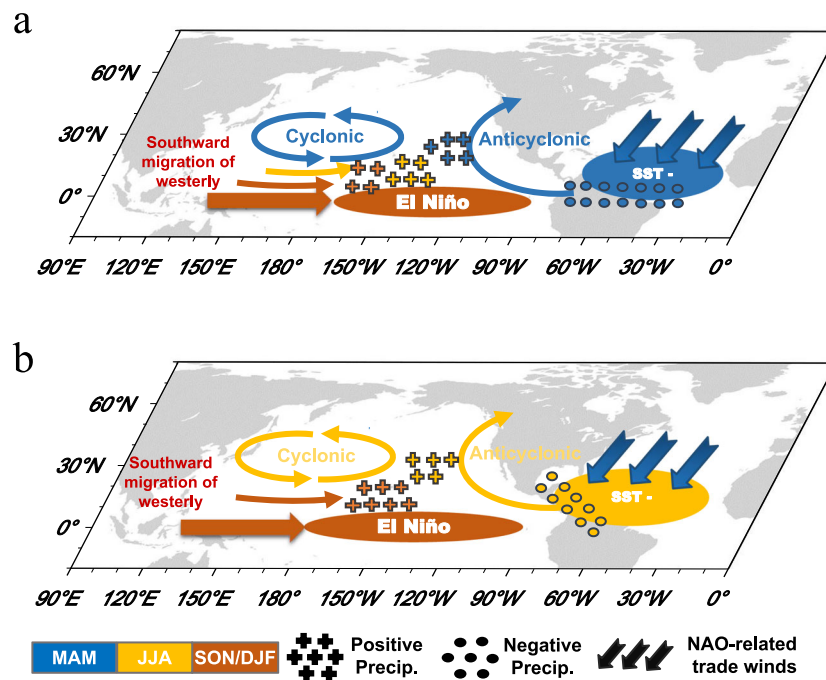 a
60°N
30°N
0°
Southward
migration of
westerly
Cyclonic
Anticyclonic
SST -
El Niño
90°E 120°E 150°E 180° 150°W 120°W 90°W 60°W 30°W 0°
b
60°N
30°N
0°
Southward
migration of
westerly
Cyclonic
Anticyclonic
SST -
El Niño
90°E 120°E 150°E 180° 150°W 120°W 90°W 60°W 30°W 0°
MAM JJA SON/DJF
Positive
Precip.
Negative
Precip.
NAO-related
trade winds